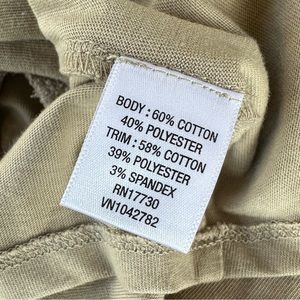 BODY : 60% COTTON
40% POLYESTER
TRIM : 58% COTTON
39% POLYESTER
3% SPANDEX
RN17730
VN1042782